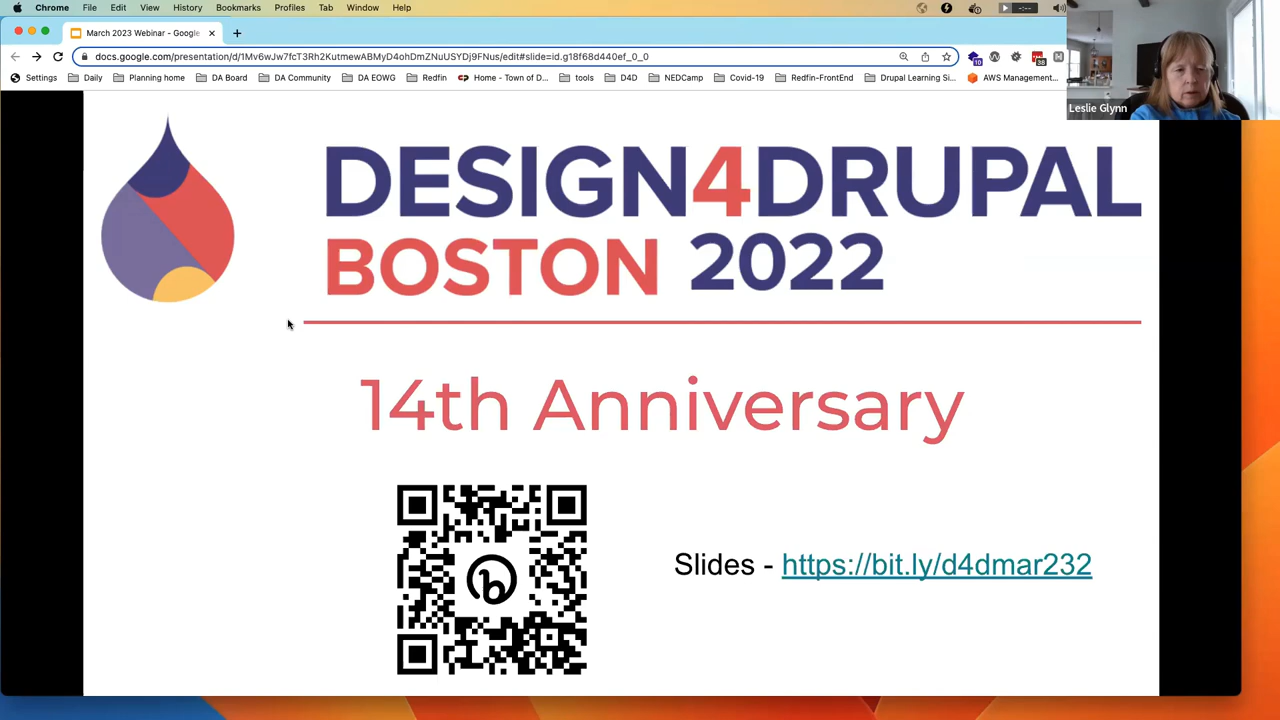 Chrome File Edit View History Bookmarks Profiles Tab Window Help -:--
March 2023 Webinar - Google
docs.google.com/presentation/d/1Mv6wJw7fcT3Rh2KutmewABMyD4ohDmZNuUSYDj9FNus/edit#slide=id.g18f68d440ef_0_0 10 38
Settings Daily Planning home DA Board DA Community DA EOWG Redfin Home - Town of D... tools D4D NEDCamp Covid-19 Redfin-FrontEnd Drupal Learning Si... AWS Management...
Leslie Glynn
DESIGN4DRUPAL
BOSTON 2022
14th Anniversary
Slides - https://bit.ly/d4dmar232